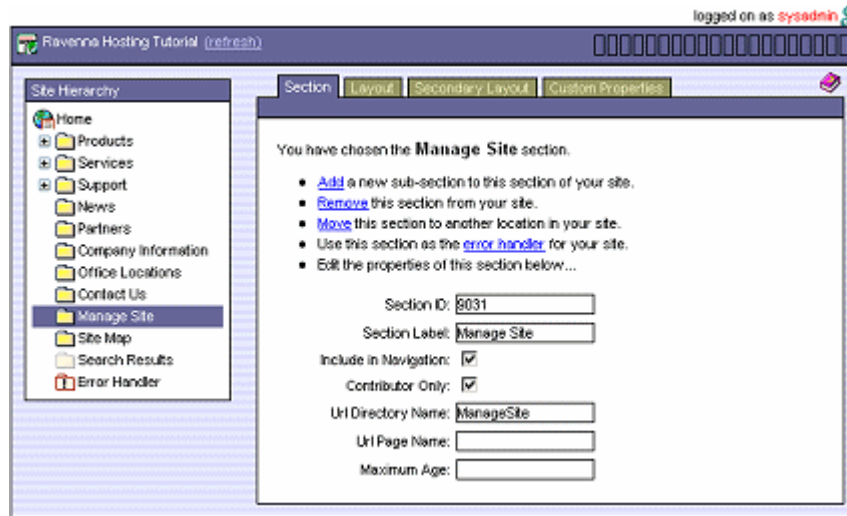 logged on as sysadmin
Ravenna Hosting Tutorial (refresh)
Site Hierarchy
Home
Products
Services
Support
News
Partners
Company Information
Office Locations
Contact Us
Manage Site
Site Map
Search Results
Error Handler
Section Layout Secondary Layout Custom Properties
You have chosen the Manage Site section.
Add a new sub-section to this section of your site.
Remove this section from your site.
Move this section to another location in your site.
Use this section as the error handler for your site.
Edit the properties of this section below...
Section ID: 9031
Section Label: Manage Site
Include in Navigation:
Contributor Only:
Url Directory Name: ManageSite
Url Page Name:
Maximum Age: